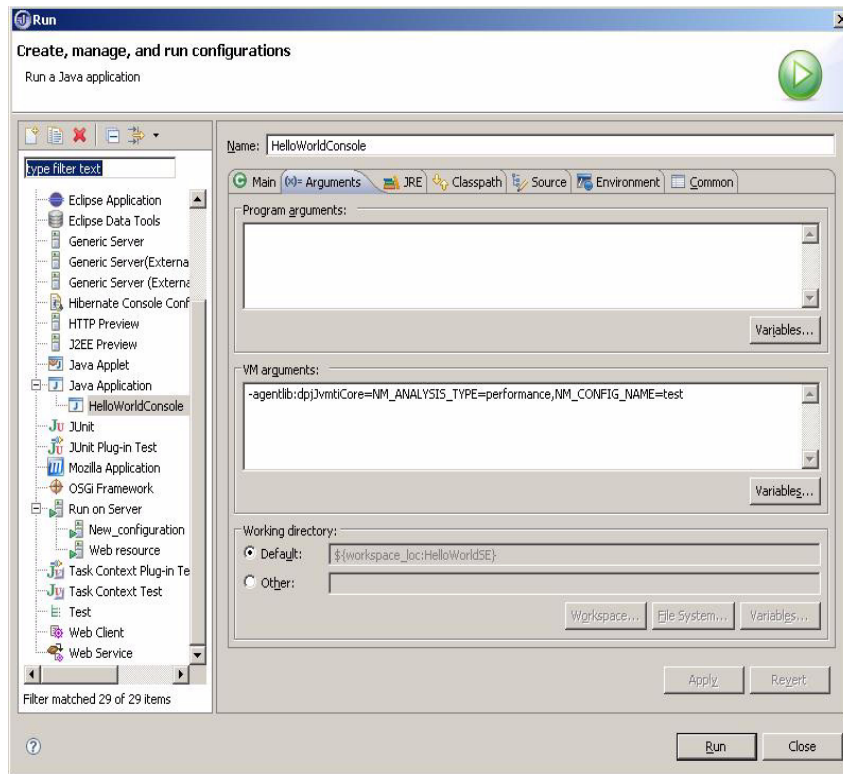 Run
Create, manage, and run configurations
Run a Java application
type filter text
Eclipse Application
Eclipse Data Tools
Generic Server
Generic Server(Externa
Generic Server (Externa
Hibernate Console Conf
HTTP Preview
J2EE Preview
Java Applet
Java Application
HelloWorldConsole
JUnit
JUnit Plug-in Test
Mozilla Application
OSGi Framework
Run on Server
New_configuration
Web resource
Task Context Plug-in Te
Task Context Test
Test
Web Client
Web Service
Filter matched 29 of 29 items
Name: HelloWorldConsole
Main (x)= Arguments JRE Classpath Source Environment Common
Program arguments:
Variables...
VM arguments:
-agentlib:dpjJvmtiCore=NM_ANALYSIS_TYPE=performance,NM_CONFIG_NAME=test
Variables...
Working directory:
Default: ${workspace_loc:HelloWorldSE}
Other:
Workspace... File System... Variables...
Apply Revert
Run Close